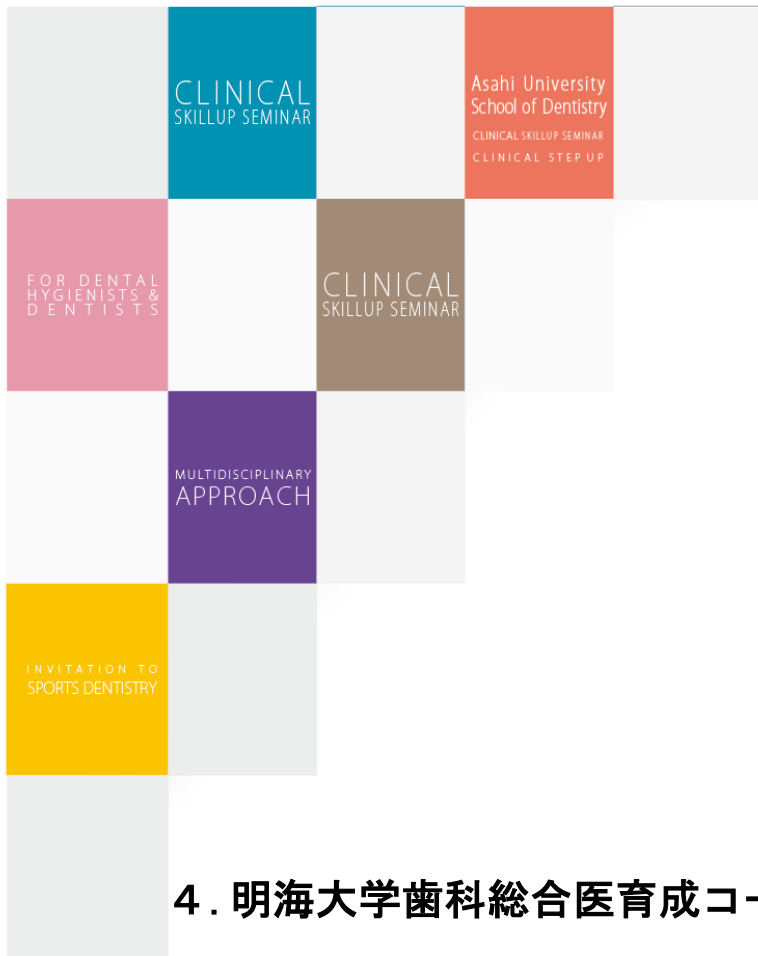 CLINICAL
SKILLUP SEMINAR
Asahi University
School of Dentistry
CLINICAL SKILLUP SEMINAR
CLINICAL STEP UP
FOR DENTAL
HYGIENISTS &
DENTISTS
CLINICAL
SKILLUP SEMINAR
MULTIDISCIPLINARY
APPROACH
INVITATION TO
SPORTS DENTISTRY
４．明海大学歯科総合医育成コー